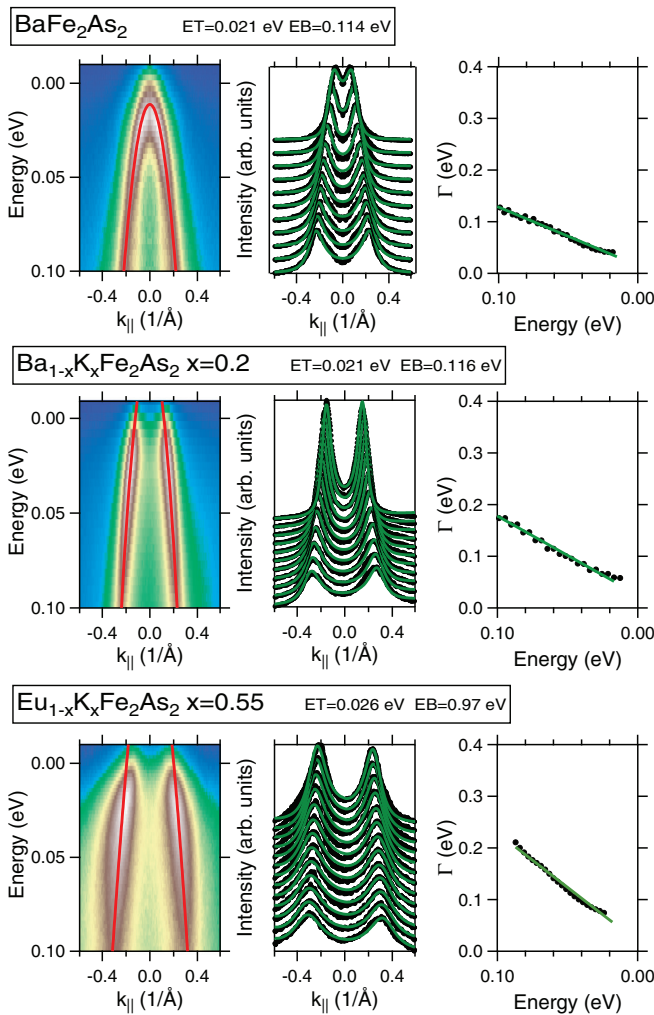 BaFe2As2 ET=0.021 eV EB=0.114 eV
0.00
0.05
0.10
Energy (eV)
-0.4 0.0 0.4
k|| (1/Å)
Intensity (arb. units)
-0.4 0.0 0.4
k|| (1/Å)
0.4
0.3
0.2
0.1
0.0
Γ (eV)
0.10 0.00
Energy (eV)
Ba1-xKxFe2As2 x=0.2 ET=0.021 eV EB=0.116 eV
0.00
0.05
0.10
Energy (eV)
-0.4 0.0 0.4
k|| (1/Å)
Intensity (arb. units)
-0.4 0.0 0.4
k|| (1/Å)
0.4
0.3
0.2
0.1
0.0
Γ (eV)
0.10 0.00
Energy (eV)
Eu1-xKxFe2As2 x=0.55 ET=0.026 eV EB=0.97 eV
0.00
0.05
0.10
Energy (eV)
-0.4 0.0 0.4
k|| (1/Å)
Intensity (arb. units)
-0.4 0.0 0.4
k|| (1/Å)
0.4
0.3
0.2
0.1
0.0
Γ (eV)
0.10 0.00
Energy (eV)